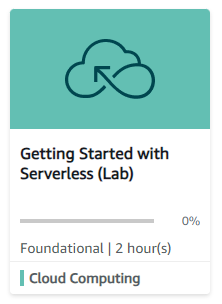 Getting Started with
Serverless (Lab)
0%
Foundational | 2 hour(s)
Cloud Computing